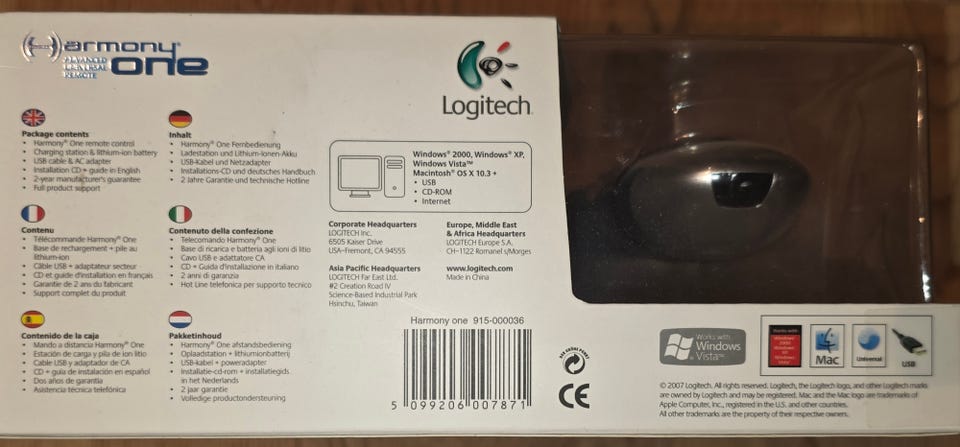 Harmony®
ADVANCED
UNIVERSAL
REMOTE
one
Logitech®
Package contents
• Harmony® One remote control
• Charging station & lithium-ion battery
• USB cable & AC adapter
• Installation CD + guide in English
• 2-year manufacturer's guarantee
• Full product support
Inhalt
• Harmony® One Fernbedienung
• Ladestation und Lithium-Ionen-Akku
• USB-Kabel und Netzadapter
• Installations-CD und deutsches Handbuch
• 2 Jahre Garantie und technische Hotline
Contenu
• Télécommande Harmony® One
• Base de rechargement + pile au
lithium-ion
• Câble USB + adaptateur secteur
• CD et guide d'installation en français
• Garantie de 2 ans du fabricant
• Support complet du produit
Contenuto della confezione
• Telecomando Harmony® One
• Base di ricarica e batteria agli ioni di litio
• Cavo USB e adattatore CA
• CD + Guida d'installazione in italiano
• 2 anni di garanzia
• Hot Line telefonica per supporto tecnico
Contenido de la caja
• Mando a distancia Harmony® One
• Estación de carga y pila de ion litio
• Cable USB y adaptador de CA
• CD + guía de instalación en español
• Dos años de garantía
• Asistencia técnica telefónica
Pakketinhoud
• Harmony® One afstandsbediening
• Oplaadstation + lithiumbatterij
• USB-kabel + poweradapter
• Installatie-cd-rom + installatiegids
in het Nederlands
• 2 jaar garantie
• Volledige productondersteuning
Windows® 2000, Windows® XP,
Windows Vista™
Macintosh® OS X 10.3 +
• USB
• CD-ROM
• Internet
Corporate Headquarters
LOGITECH Inc.
6505 Kaiser Drive
USA–Fremont, CA 94555
Europe, Middle East
& Africa Headquarters
LOGITECH Europe S.A.
CH–1122 Romanel s/Morges
Asia Pacific Headquarters
LOGITECH Far East Ltd.
#2 Creation Road IV
Science-Based Industrial Park
Hsinchu, Taiwan
www.logitech.com
Made in China
Harmony one 915-000036
5 099206 007871
CE
Works with
Windows
Vista™
Works with
Windows®
2000
Windows
XP
Windows
Vista™
Mac
Universal
USB
© 2007 Logitech. All rights reserved. Logitech, the Logitech logo, and other Logitech marks
are owned by Logitech and may be registered. Mac and the Mac logo are trademarks of
Apple Computer, Inc., registered in the U.S. and other countries.
All other trademarks are the property of their respective owners.